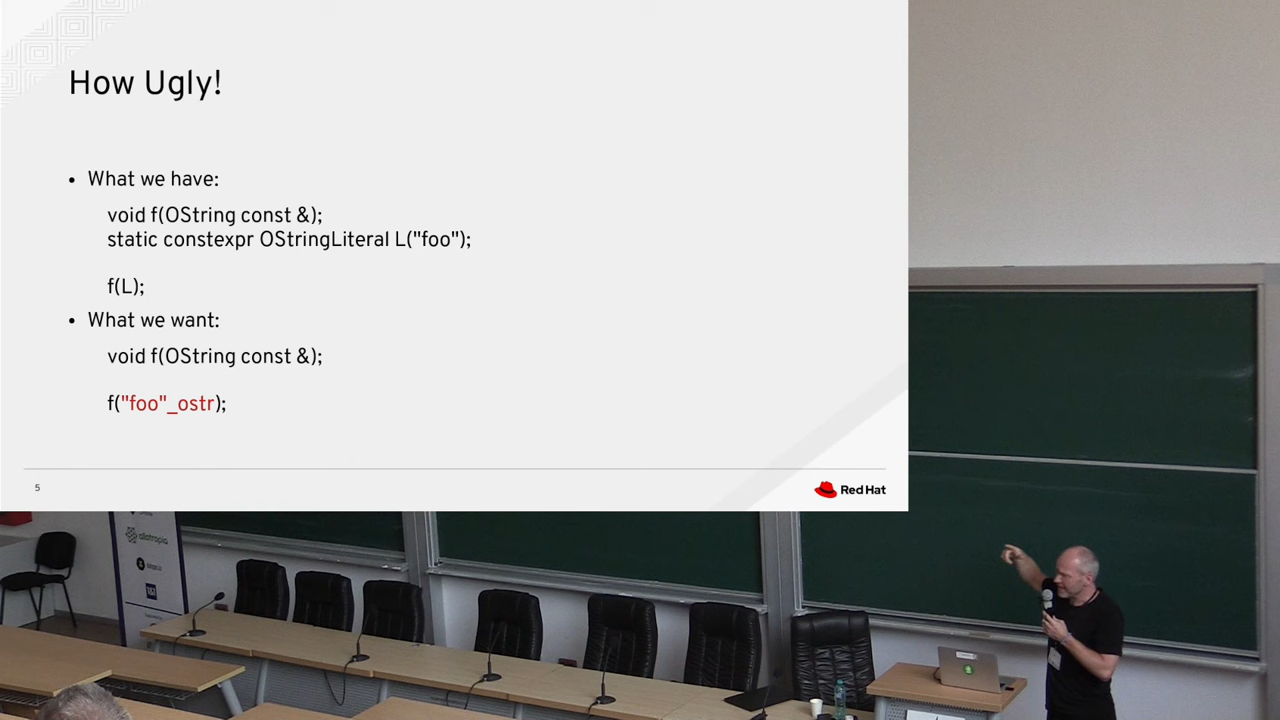 How Ugly!
• What we have:
void f(OString const &);
static constexpr OStringLiteral L("foo");
f(L);
• What we want:
void f(OString const &);
f("foo"_ostr);
5
Red Hat
allotropia